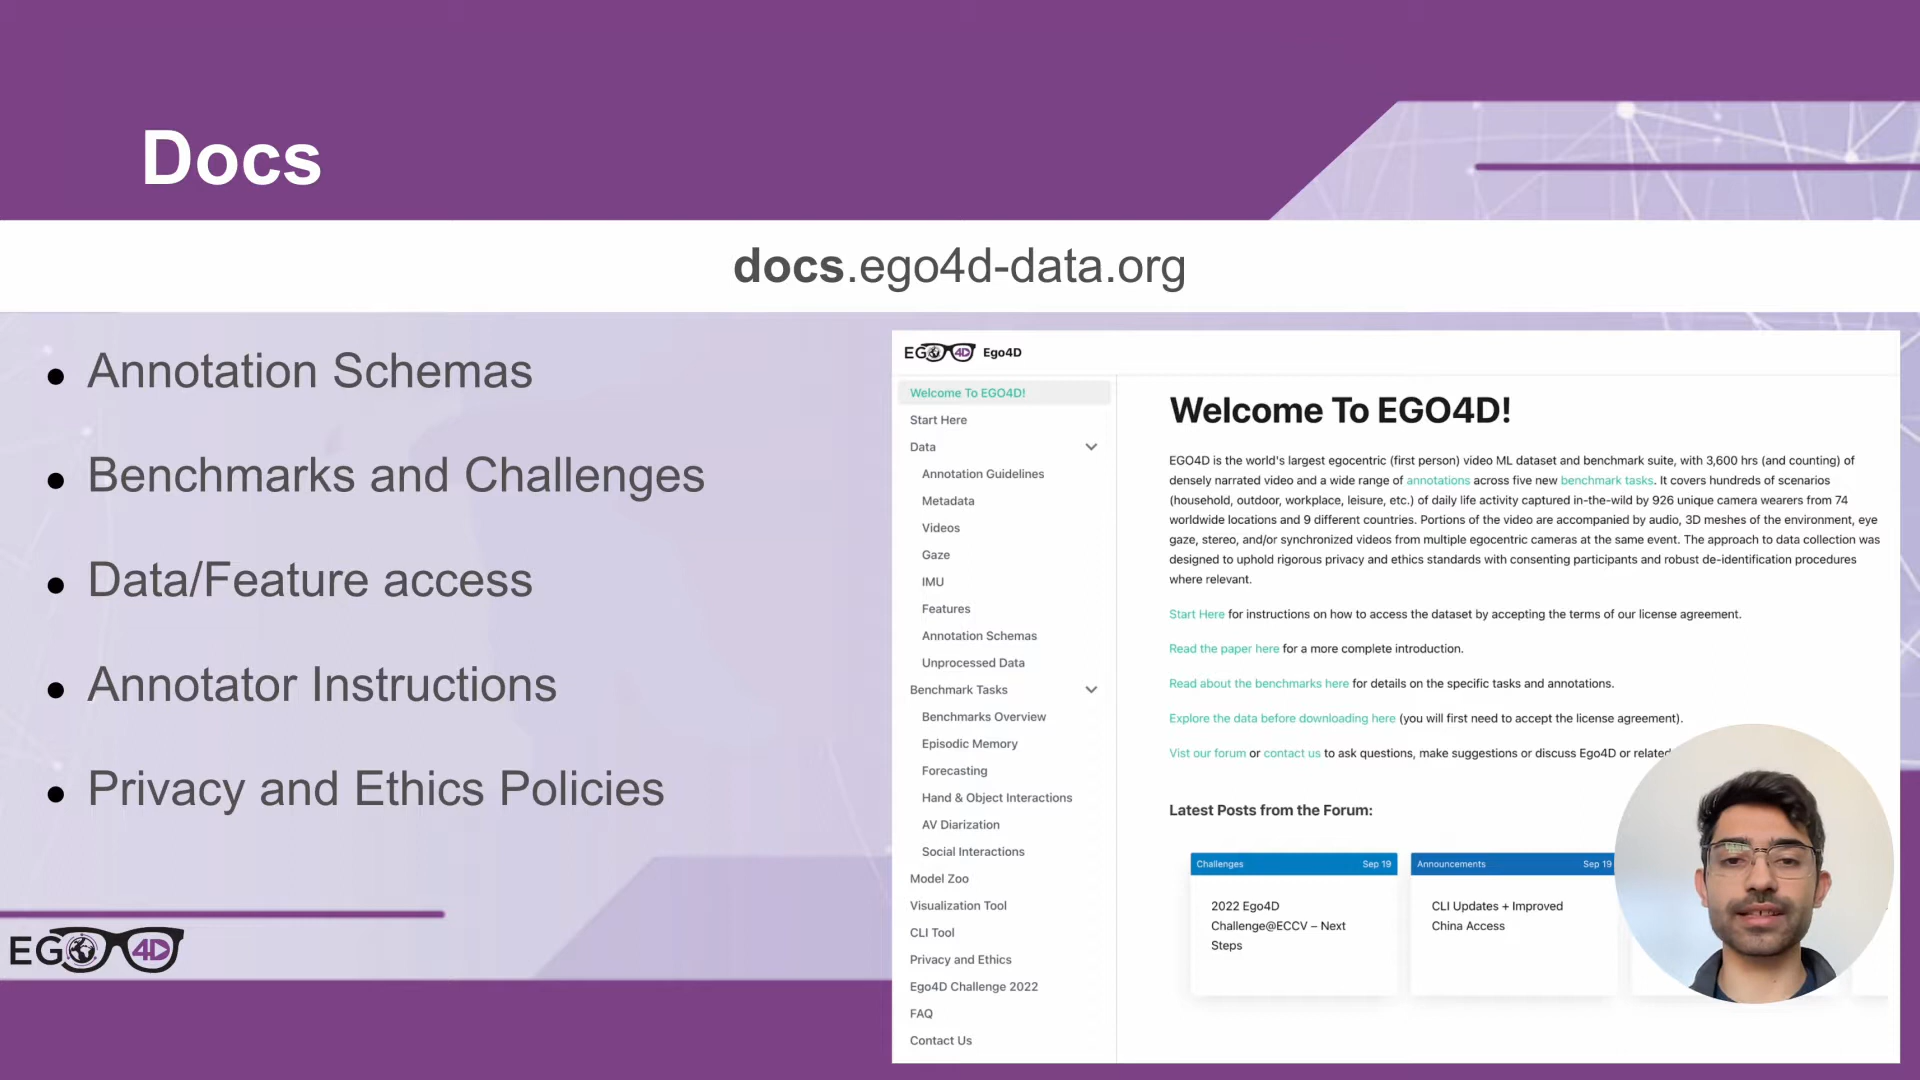 Docs
docs.ego4d-data.org
Annotation Schemas
Benchmarks and Challenges
Data/Feature access
Annotator Instructions
Privacy and Ethics Policies
EGO4D
EGO4D Ego4D
Welcome To EGO4D!
Start Here
Data
Annotation Guidelines
Metadata
Videos
Gaze
IMU
Features
Annotation Schemas
Unprocessed Data
Benchmark Tasks
Benchmarks Overview
Episodic Memory
Forecasting
Hand & Object Interactions
AV Diarization
Social Interactions
Model Zoo
Visualization Tool
CLI Tool
Privacy and Ethics
Ego4D Challenge 2022
FAQ
Contact Us
Welcome To EGO4D!
EGO4D is the world's largest egocentric (first person) video ML dataset and benchmark suite, with 3,600 hrs (and counting) of
densely narrated video and a wide range of annotations across five new benchmark tasks. It covers hundreds of scenarios
(household, outdoor, workplace, leisure, etc.) of daily life activity captured in-the-wild by 926 unique camera wearers from 74
worldwide locations and 9 different countries. Portions of the video are accompanied by audio, 3D meshes of the environment, eye
gaze, stereo, and/or synchronized videos from multiple egocentric cameras at the same event. The approach to data collection was
designed to uphold rigorous privacy and ethics standards with consenting participants and robust de-identification procedures
where relevant.
Start Here for instructions on how to access the dataset by accepting the terms of our license agreement.
Read the paper here for a more complete introduction.
Read about the benchmarks here for details on the specific tasks and annotations.
Explore the data before downloading here (you will first need to accept the license agreement).
Vist our forum or contact us to ask questions, make suggestions or discuss Ego4D or related
Latest Posts from the Forum:
Challenges Sep 19
2022 Ego4D
Challenge@ECCV – Next
Steps
Announcements Sep 19
CLI Updates + Improved
China Access